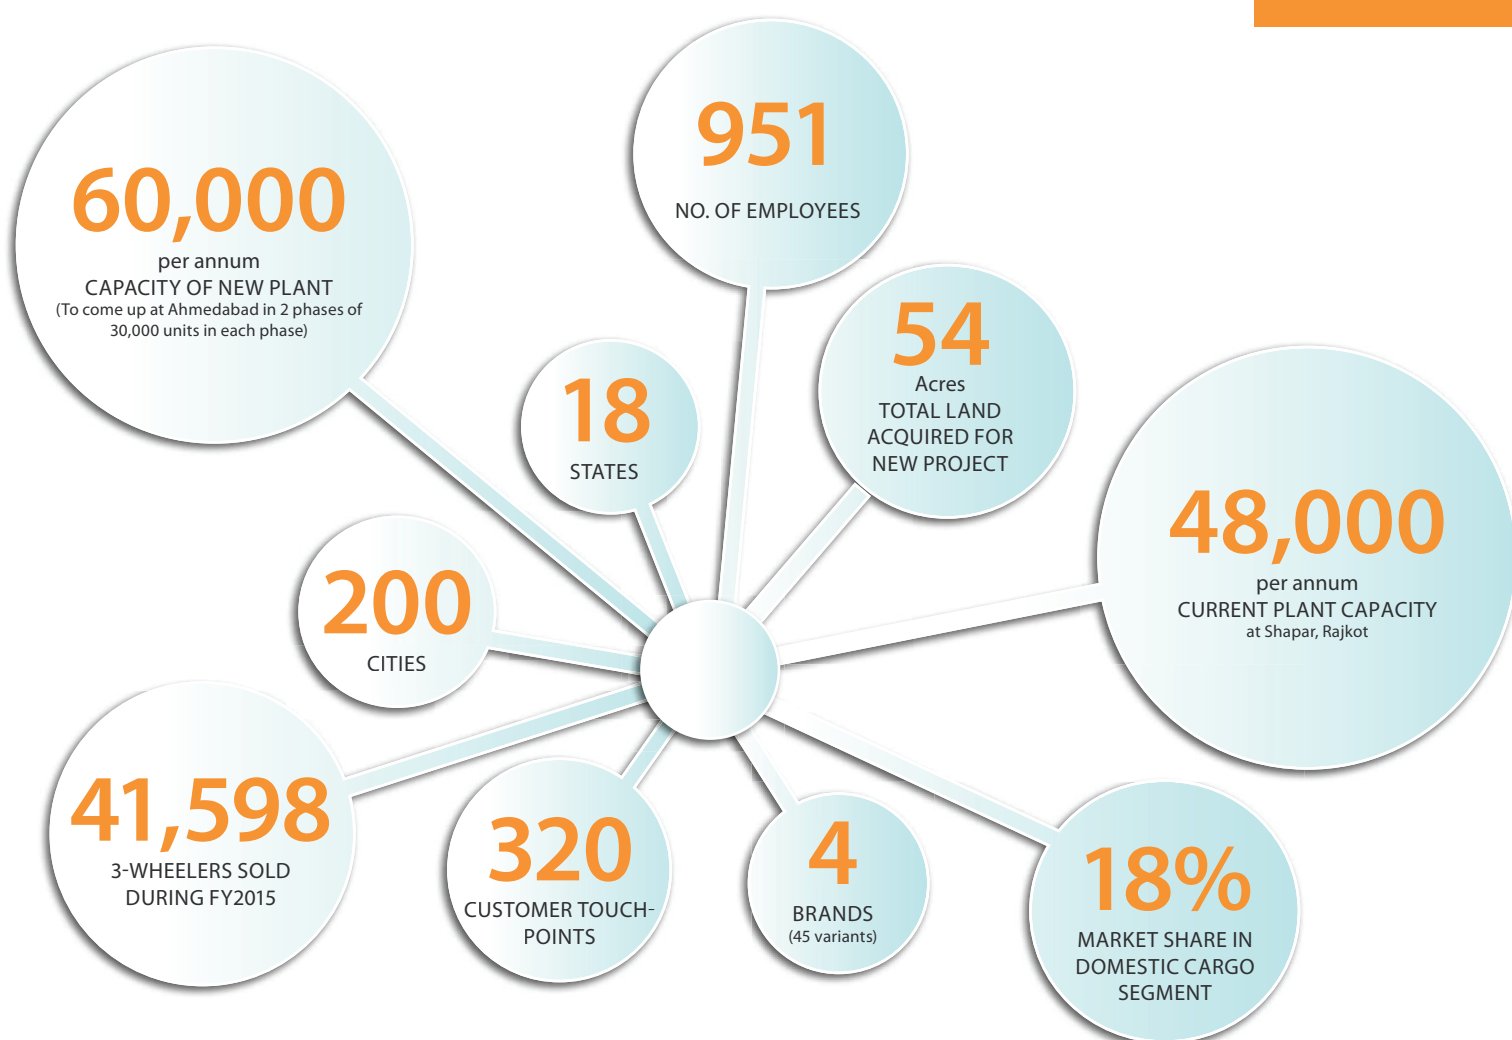 951
NO. OF EMPLOYEES
60,000
per annum
CAPACITY OF NEW PLANT
(To come up at Ahmedabad in 2 phases of
30,000 units in each phase)
54
Acres
TOTAL LAND
ACQUIRED FOR
NEW PROJECT
18
STATES
48,000
per annum
CURRENT PLANT CAPACITY
at Shapar, Rajkot
200
CITIES
41,598
3-WHEELERS SOLD
DURING FY2015
320
CUSTOMER TOUCH-
POINTS
4
BRANDS
(45 variants)
18%
MARKET SHARE IN
DOMESTIC CARGO
SEGMENT